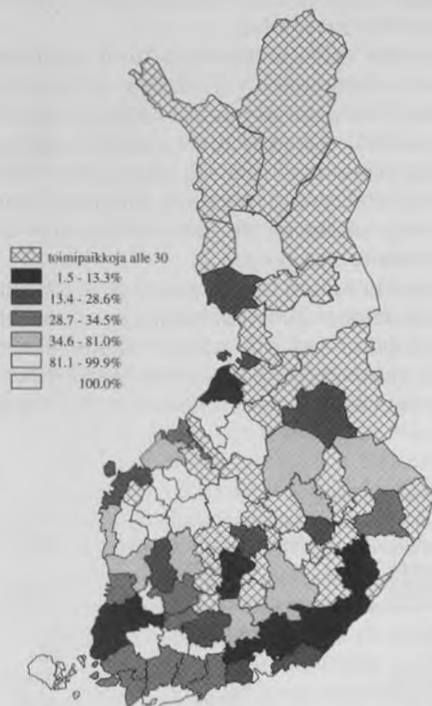 toimipaikkoja alle 30
1.5 - 13.3%
13.4 - 28.6%
28.7 - 34.5%
34.6 - 81.0%
81.1 - 99.9%
100.0%